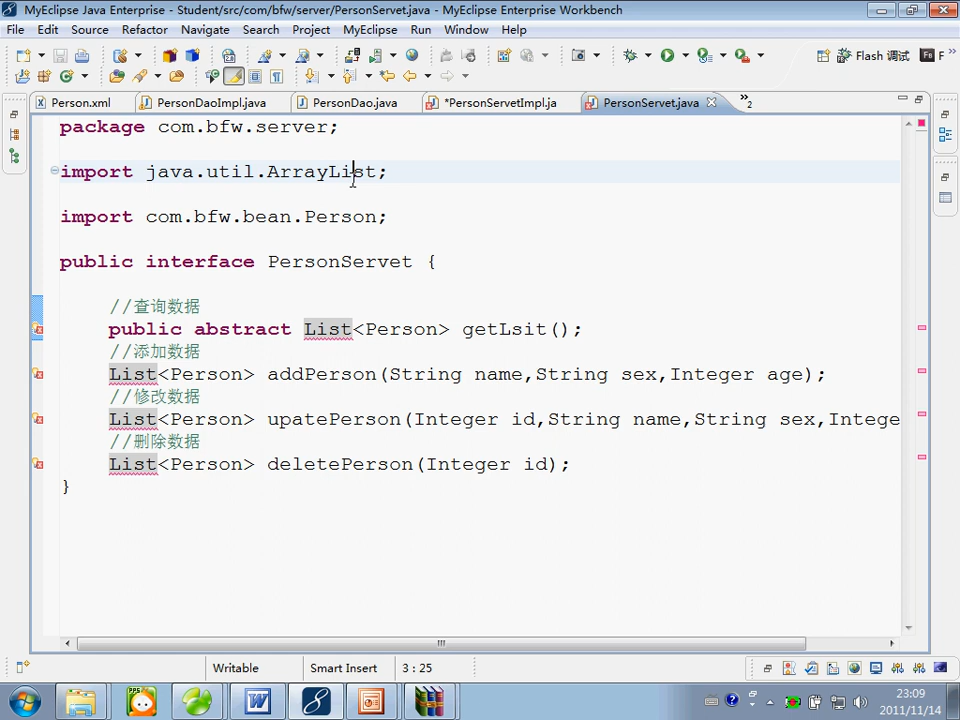 MyEclipse Java Enterprise - Student/src/com/bfw/server/PersonServet.java - MyEclipse Enterprise Workbench
File Edit Source Refactor Navigate Search Project MyEclipse Run Window Help
Flash 调试
Fb F
Person.xml PersonDaoImpl.java PersonDao.java *PersonServetImpl.ja PersonServet.java 2
package com.bfw.server;
import java.util.ArrayList;
import com.bfw.bean.Person;
public interface PersonServet {
//查询数据
public abstract List<Person> getLsit();
//添加数据
List<Person> addPerson(String name,String sex,Integer age);
//修改数据
List<Person> upatePerson(Integer id,String name,String sex,Intege
//删除数据
List<Person> deletePerson(Integer id);
}
Writable Smart Insert 3 : 25
23:09
2011/11/14